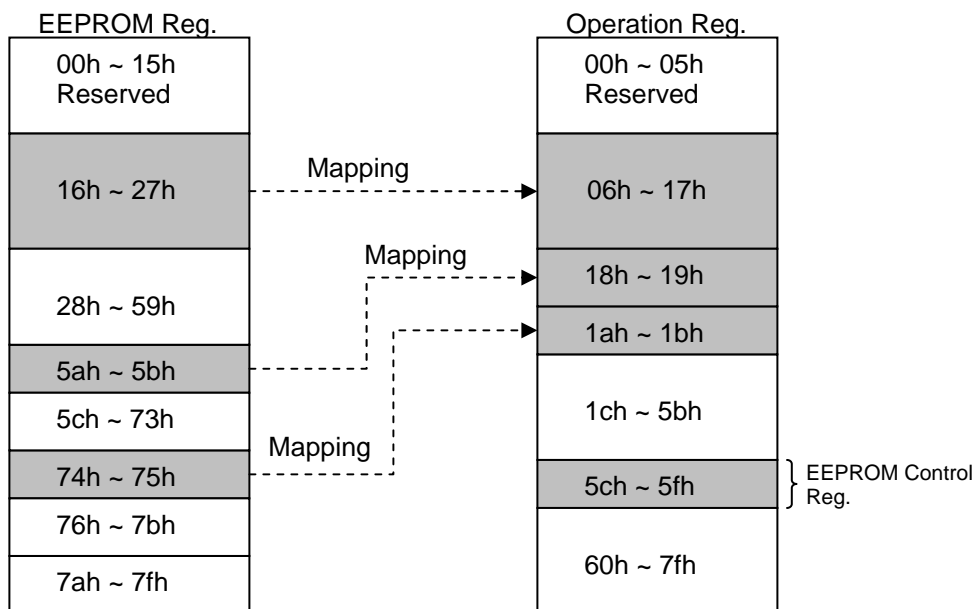 EEPROM Reg.
00h ~ 15h
Reserved
16h ~ 27h
28h ~ 59h
5ah ~ 5bh
5ch ~ 73h
74h ~ 75h
76h ~ 7bh
7ah ~ 7fh
Mapping
Mapping
Mapping
Operation Reg.
00h ~ 05h
Reserved
06h ~ 17h
18h ~ 19h
1ah ~ 1bh
1ch ~ 5bh
5ch ~ 5fh
60h ~ 7fh
EEPROM Control
Reg.